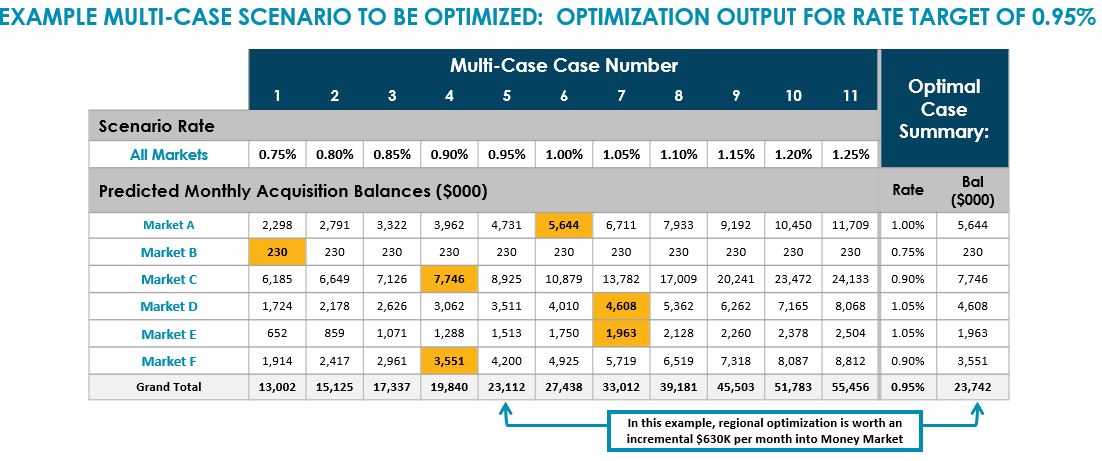 EXAMPLE MULTI-CASE SCENARIO TO BE OPTIMIZED: OPTIMIZATION OUTPUT FOR RATE TARGET OF 0.95%
Multi-Case Case Number
1 2 3 4 5 6 7 8 9 10 11
Optimal
Case
Summary:
Scenario Rate
All Markets 0.75% 0.80% 0.85% 0.90% 0.95% 1.00% 1.05% 1.10% 1.15% 1.20% 1.25%
Predicted Monthly Acquisition Balances ($000) Rate Bal
($000)
Market A 2,298 2,791 3,322 3,962 4,731 5,644 6,711 7,933 9,192 10,450 11,709 1.00% 5,644
Market B 230 230 230 230 230 230 230 230 230 230 230 0.75% 230
Market C 6,185 6,649 7,126 7,746 8,925 10,879 13,782 17,009 20,241 23,472 24,133 0.90% 7,746
Market D 1,724 2,178 2,626 3,062 3,511 4,010 4,608 5,362 6,262 7,165 8,068 1.05% 4,608
Market E 652 859 1,071 1,288 1,513 1,750 1,963 2,128 2,260 2,378 2,504 1.05% 1,963
Market F 1,914 2,417 2,961 3,551 4,200 4,925 5,719 6,519 7,318 8,087 8,812 0.90% 3,551
Grand Total 13,002 15,125 17,337 19,840 23,112 27,438 33,012 39,181 45,503 51,783 55,456 0.95% 23,742
In this example, regional optimization is worth an
incremental $630K per month into Money Market